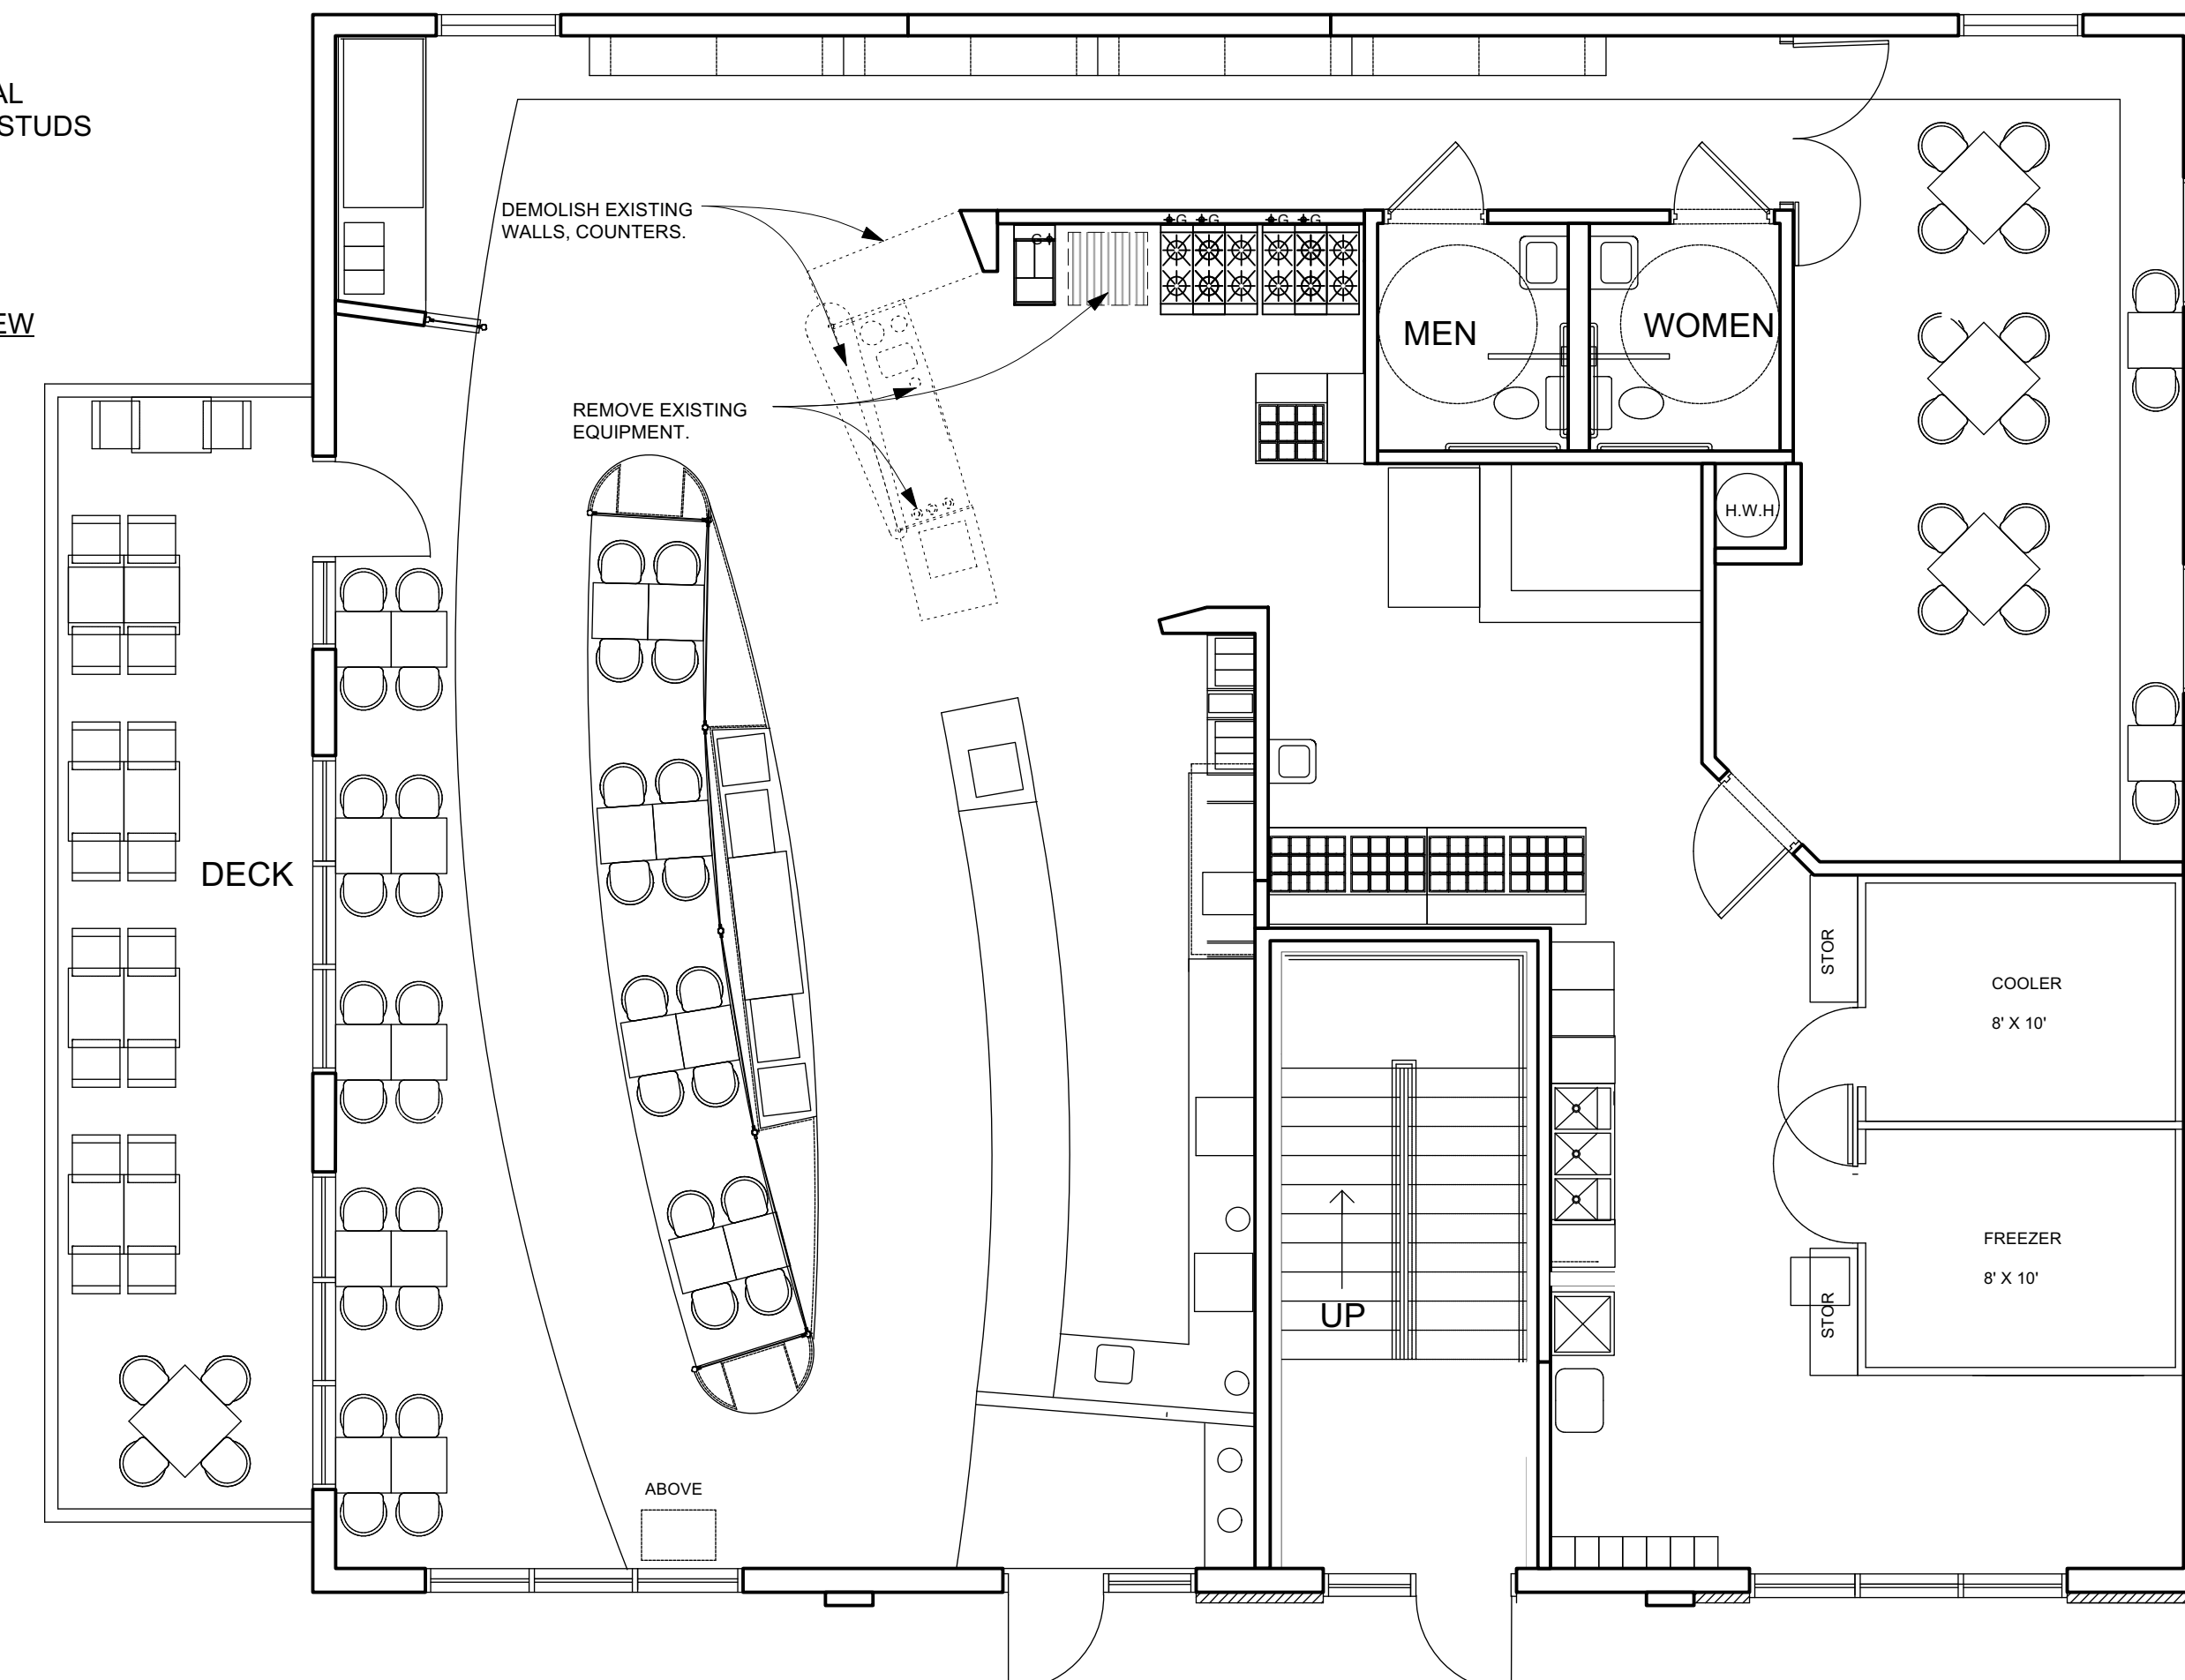 AL
STUDS
EW
DEMOLISH EXISTING
WALLS, COUNTERS.
REMOVE EXISTING
EQUIPMENT.
G
G
G
G
G
MEN
WOMEN
H.W.H.
DECK
STOR
COOLER
8' X 10'
FREEZER
8' X 10'
STOR
UP
ABOVE